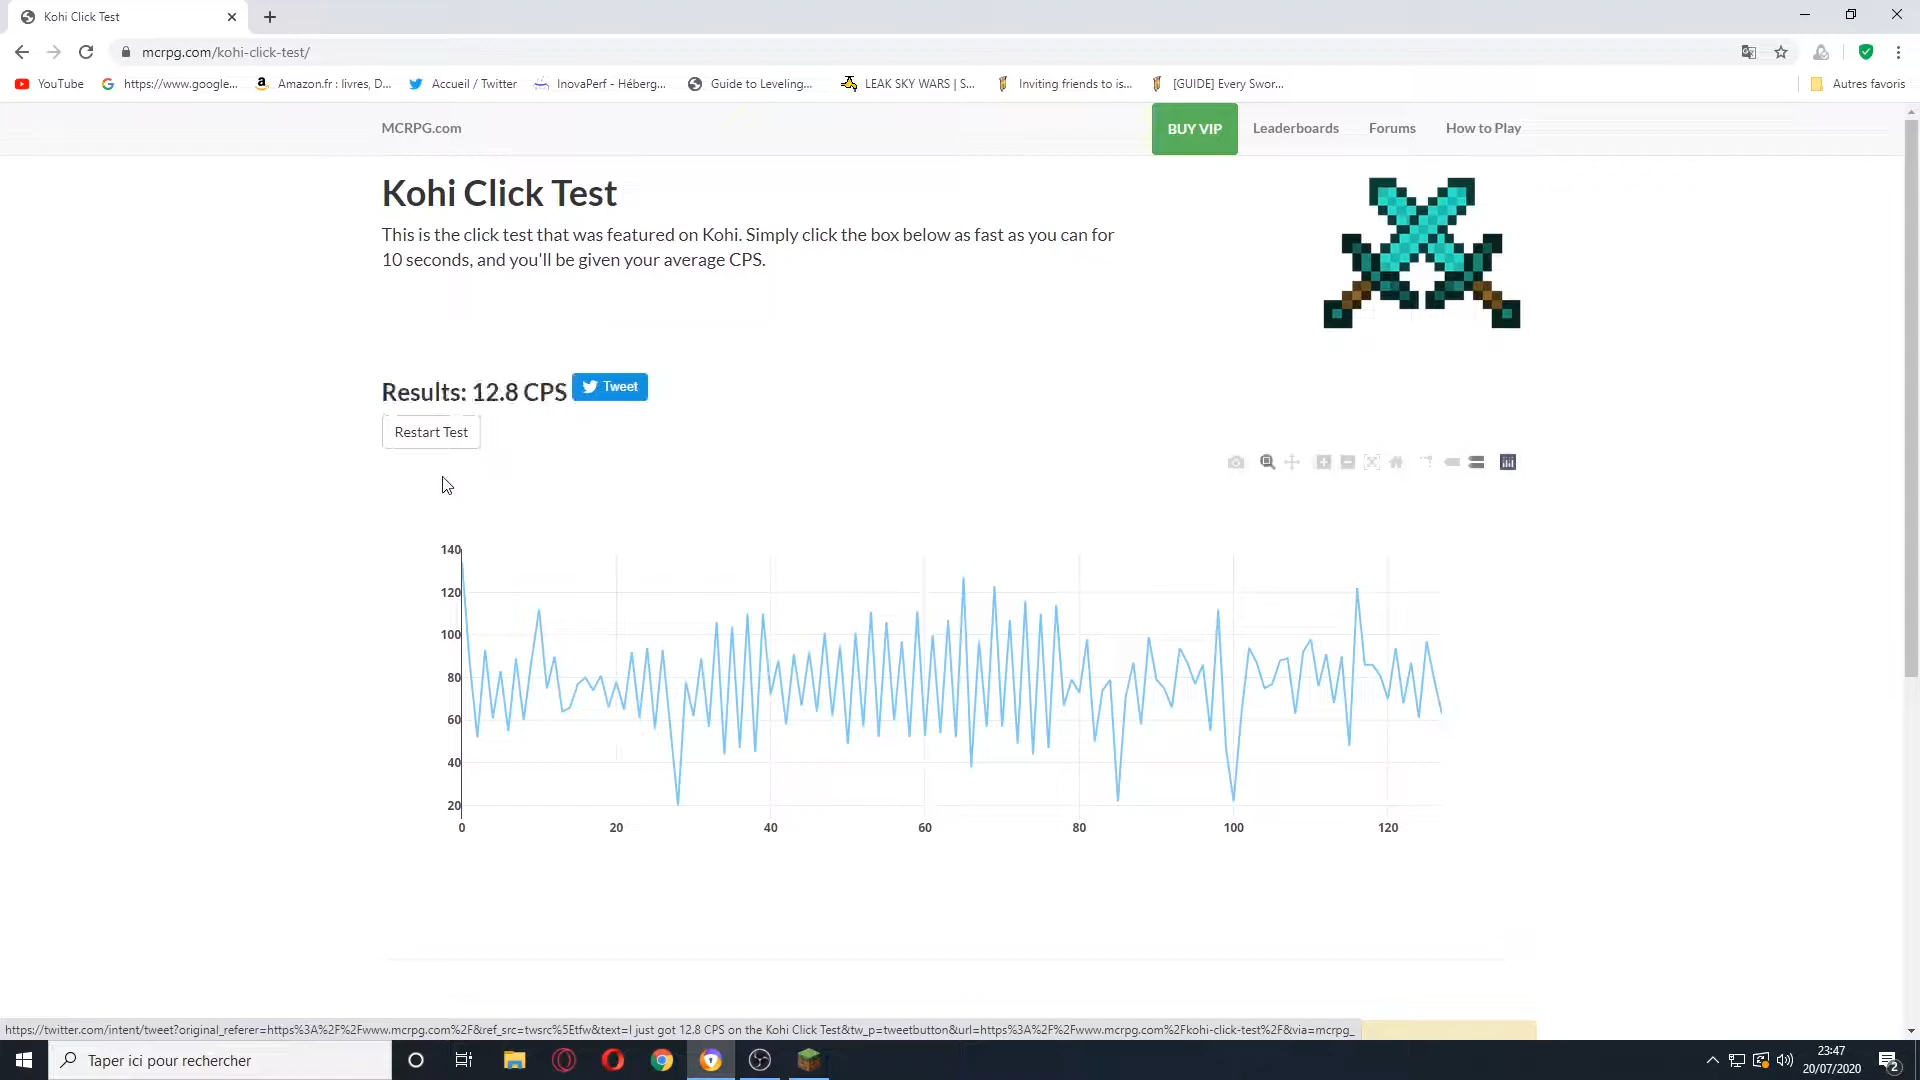 Kohi Click Test
mcrpg.com/kohi-click-test/
YouTube https://www.google... Amazon.fr : livres, D... Accueil / Twitter InovaPerf - Héberg... Guide to Leveling... LEAK SKY WARS | S... Inviting friends to is... [GUIDE] Every Swor... Autres favoris
MCRPG.com BUY VIP Leaderboards Forums How to Play
Kohi Click Test
This is the click test that was featured on Kohi. Simply click the box below as fast as you can for
10 seconds, and you'll be given your average CPS.
Results: 12.8 CPS Tweet
Restart Test
140
120
100
80
60
40
20
0 20 40 60 80 100 120
https://twitter.com/intent/tweet?original_referer=https%3A%2F%2Fwww.mcrpg.com%2F&ref_src=twsrc%5Etfw&text=I just got 12.8 CPS on the Kohi Click Test&tw_p=tweetbutton&url=https%3A%2F%2Fwww.mcrpg.com%2Fkohi-click-test%2F&via=mcrpg_
Taper ici pour rechercher
23:47
20/07/2020
2